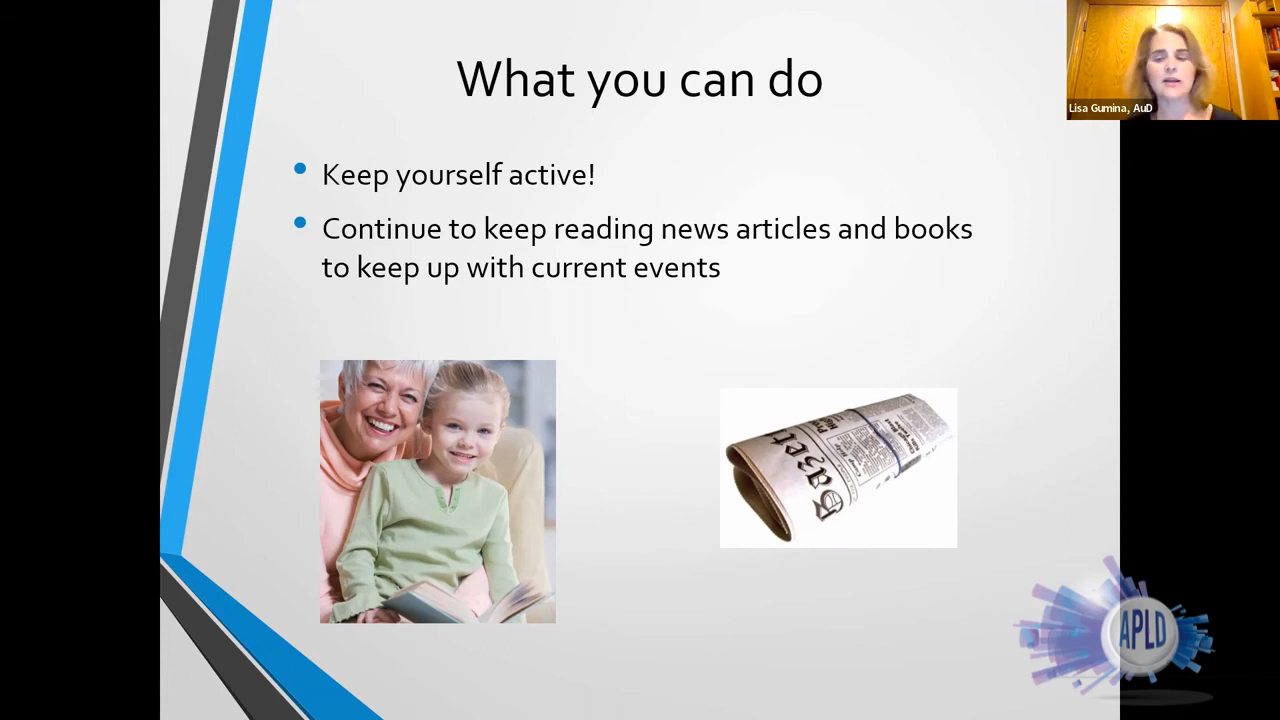 What you can do
Lisa Gumina, AuD
Keep yourself active!
Continue to keep reading news articles and books
to keep up with current events
Gazett
APLD